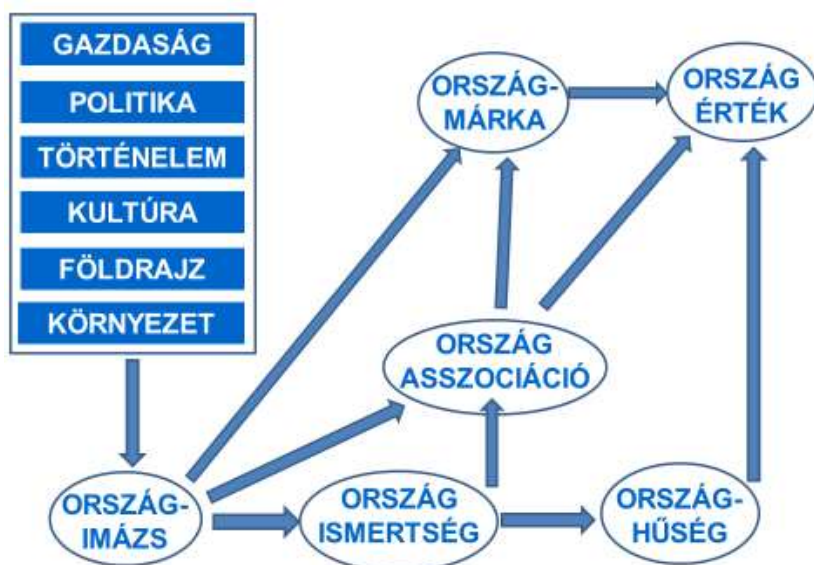 GAZDASÁG
POLITIKA
TÖRTÉNELEM
KULTÚRA
FÖLDRAJZ
KÖRNYEZET
ORSZÁG-
MÁRKA
ORSZÁG
ÉRTÉK
ORSZÁG
ASSZOCIÁCIÓ
ORSZÁG-
IMÁZS
ORSZÁG
ISMERTSÉG
ORSZÁG-
HŰSÉG